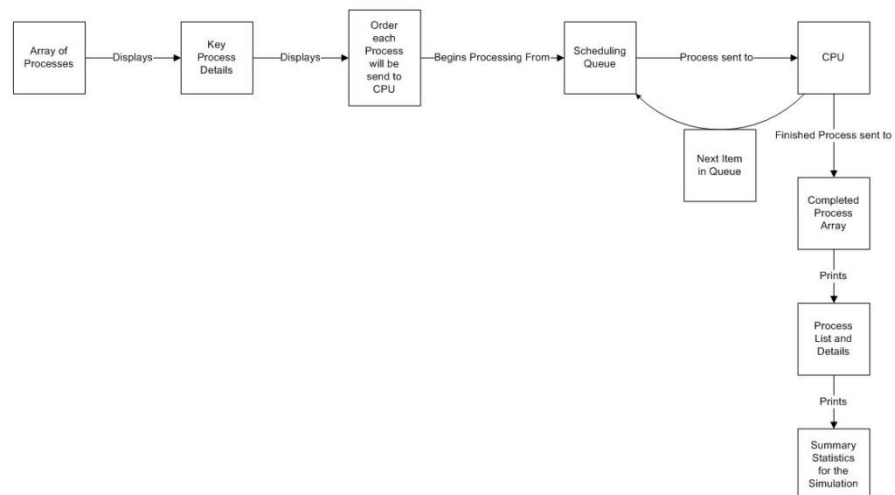 Array of
Processes
Displays
Key
Process
Details
Displays
Order
each
Process
will be
send to
CPU
Begins Processing From
Scheduling
Queue
Process sent to
CPU
Next Item
in Queue
Finished Process sent to
Completed
Process
Array
Prints
Process
List and
Details
Prints
Summary
Statistics
for the
Simulation